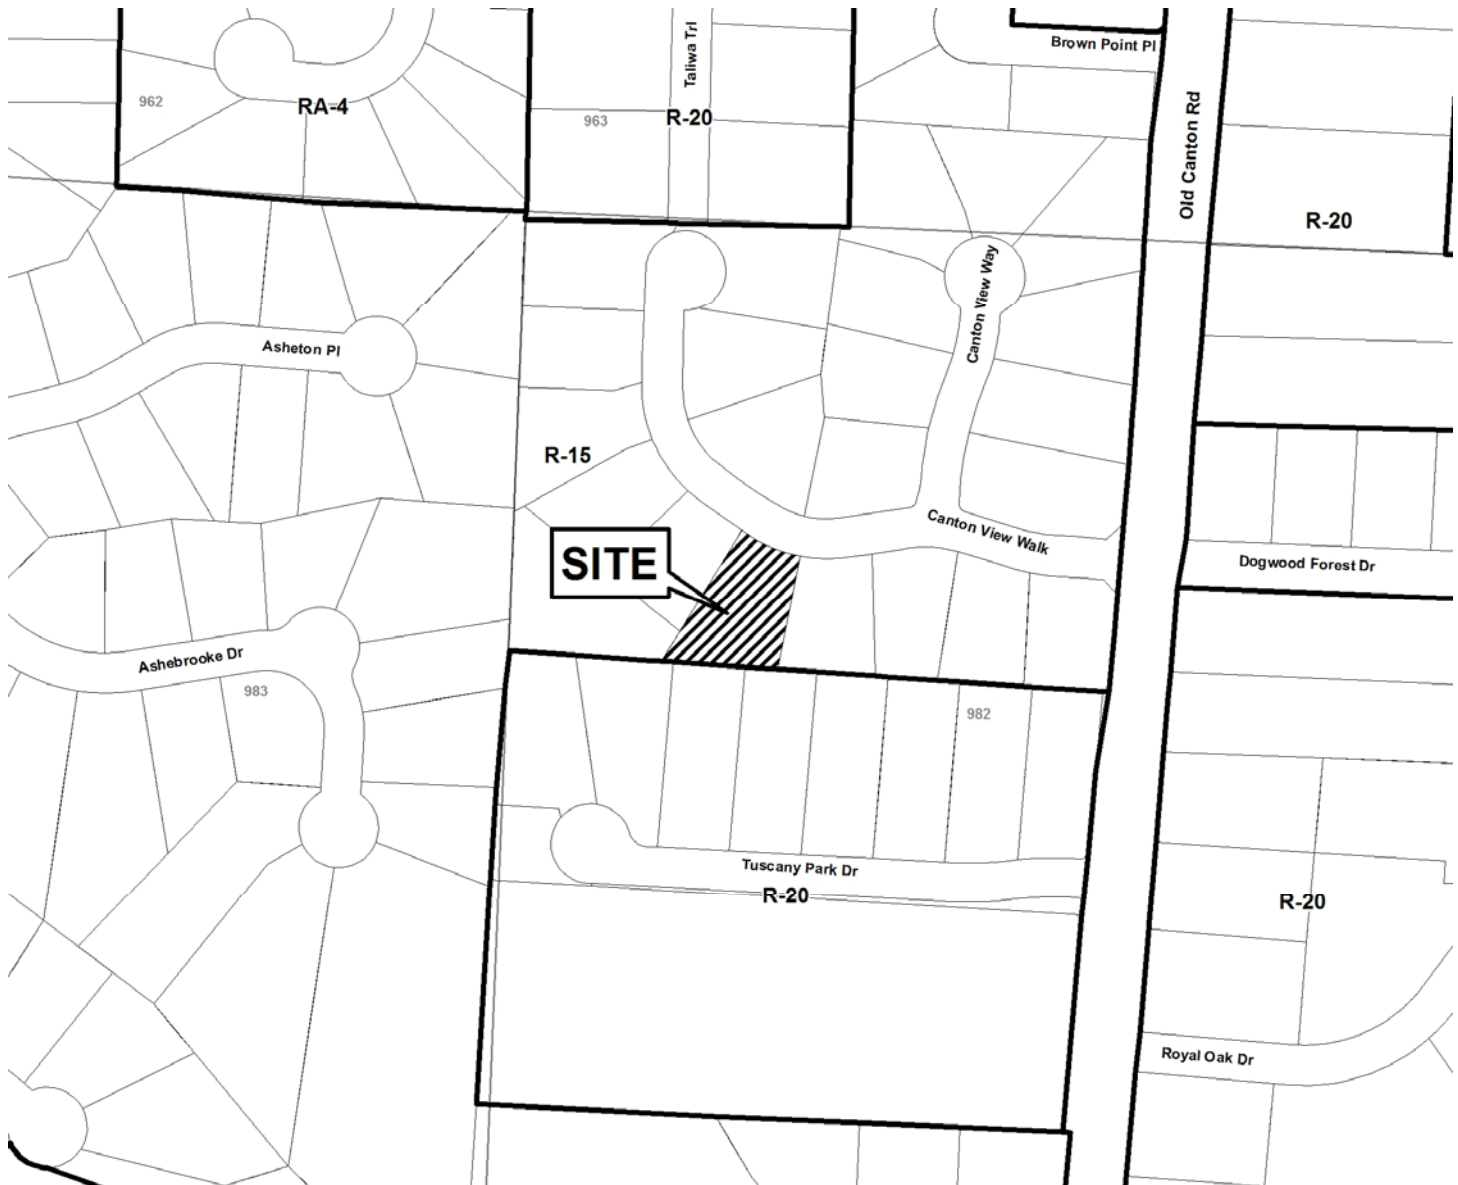 Brown Point Pl
Taliwa Trl
962
RA-4
963
R-20
Old Canton Rd
R-20
Canton View Way
Asheton Pl
R-15
Canton View Walk
SITE
Dogwood Forest Dr
Ashebrooke Dr
983
982
Tuscany Park Dr
R-20
R-20
Royal Oak Dr